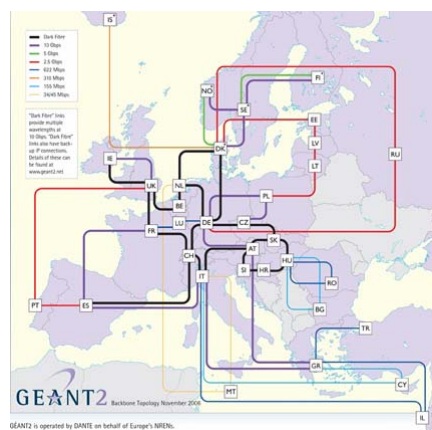 IS
Dark Fibre
10 Gbps
5 Gbps
2.5 Gbps
622 Mbps
310 Mbps
155 Mbps
34/45 Mbps
"Dark Fibre" links
provide multiple
wavelengths at
10 Gbps. "Dark Fibre"
links also have back-
up IP connections.
Details of these can
be found at
www.geant2.net
FI
NO
SE
EE
DK
LV
RU
IE
LT
UK
NL
PL
BE
LU
DE
CZ
FR
SK
CH
AT
HU
IT
SI
HR
RO
PT
ES
BG
TR
GR
CY
MT
IL
GÉANT2
Backbone Topology, November 2006
GÉANT2 is operated by DANTE on behalf of Europe's NRENs.